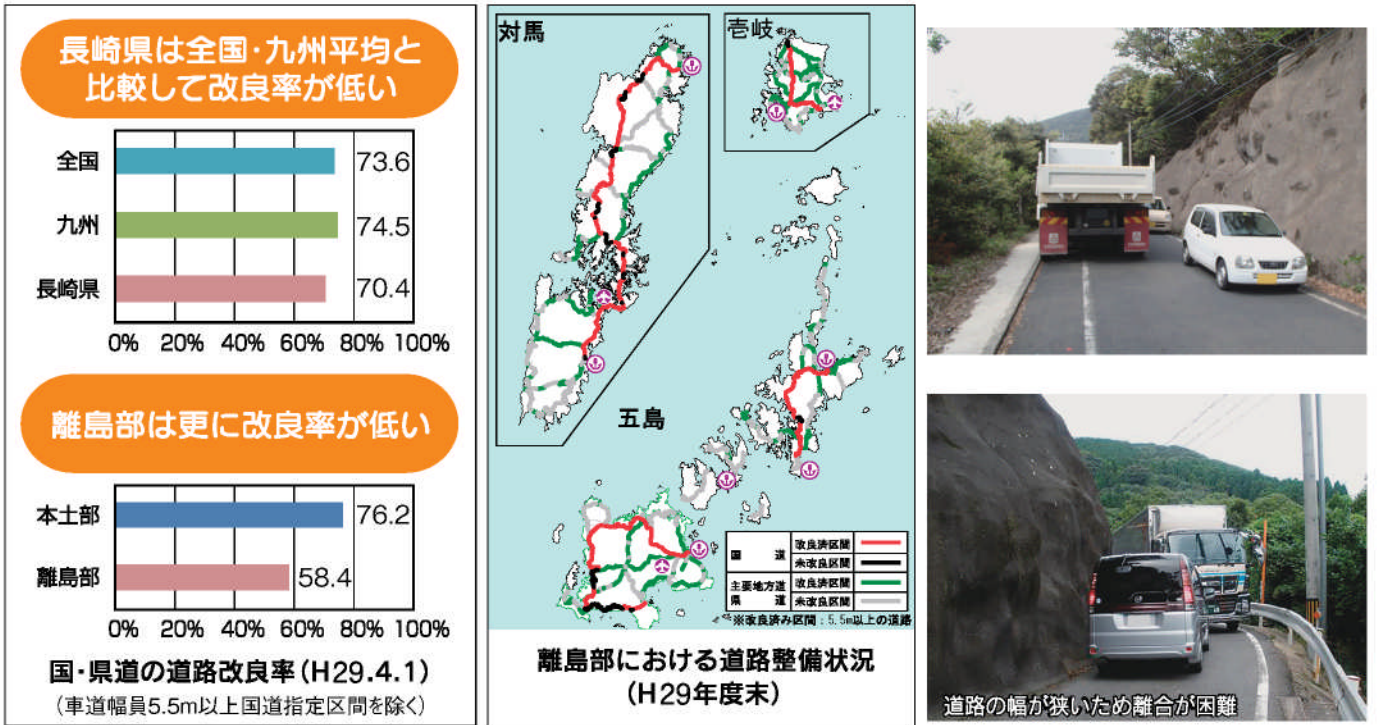 長崎県は全国・九州平均と
比較して改良率が低い
全国 73.6
九州 74.5
長崎県 70.4
0% 20% 40% 60% 80% 100%
離島部は更に改良率が低い
本土部 76.2
離島部 58.4
0% 20% 40% 60% 80% 100%
国・県道の道路改良率(H29.4.1)
(車道幅員5.5m以上国道指定区間を除く)
対馬
壱岐
五島
国道 改良済区間
未改良区間
主要地方道 県道 改良済区間
未改良区間
※改良済み区間:5.5m以上の道路
離島部における道路整備状況
(H29年度末)
道路の幅が狭いため離合が困難